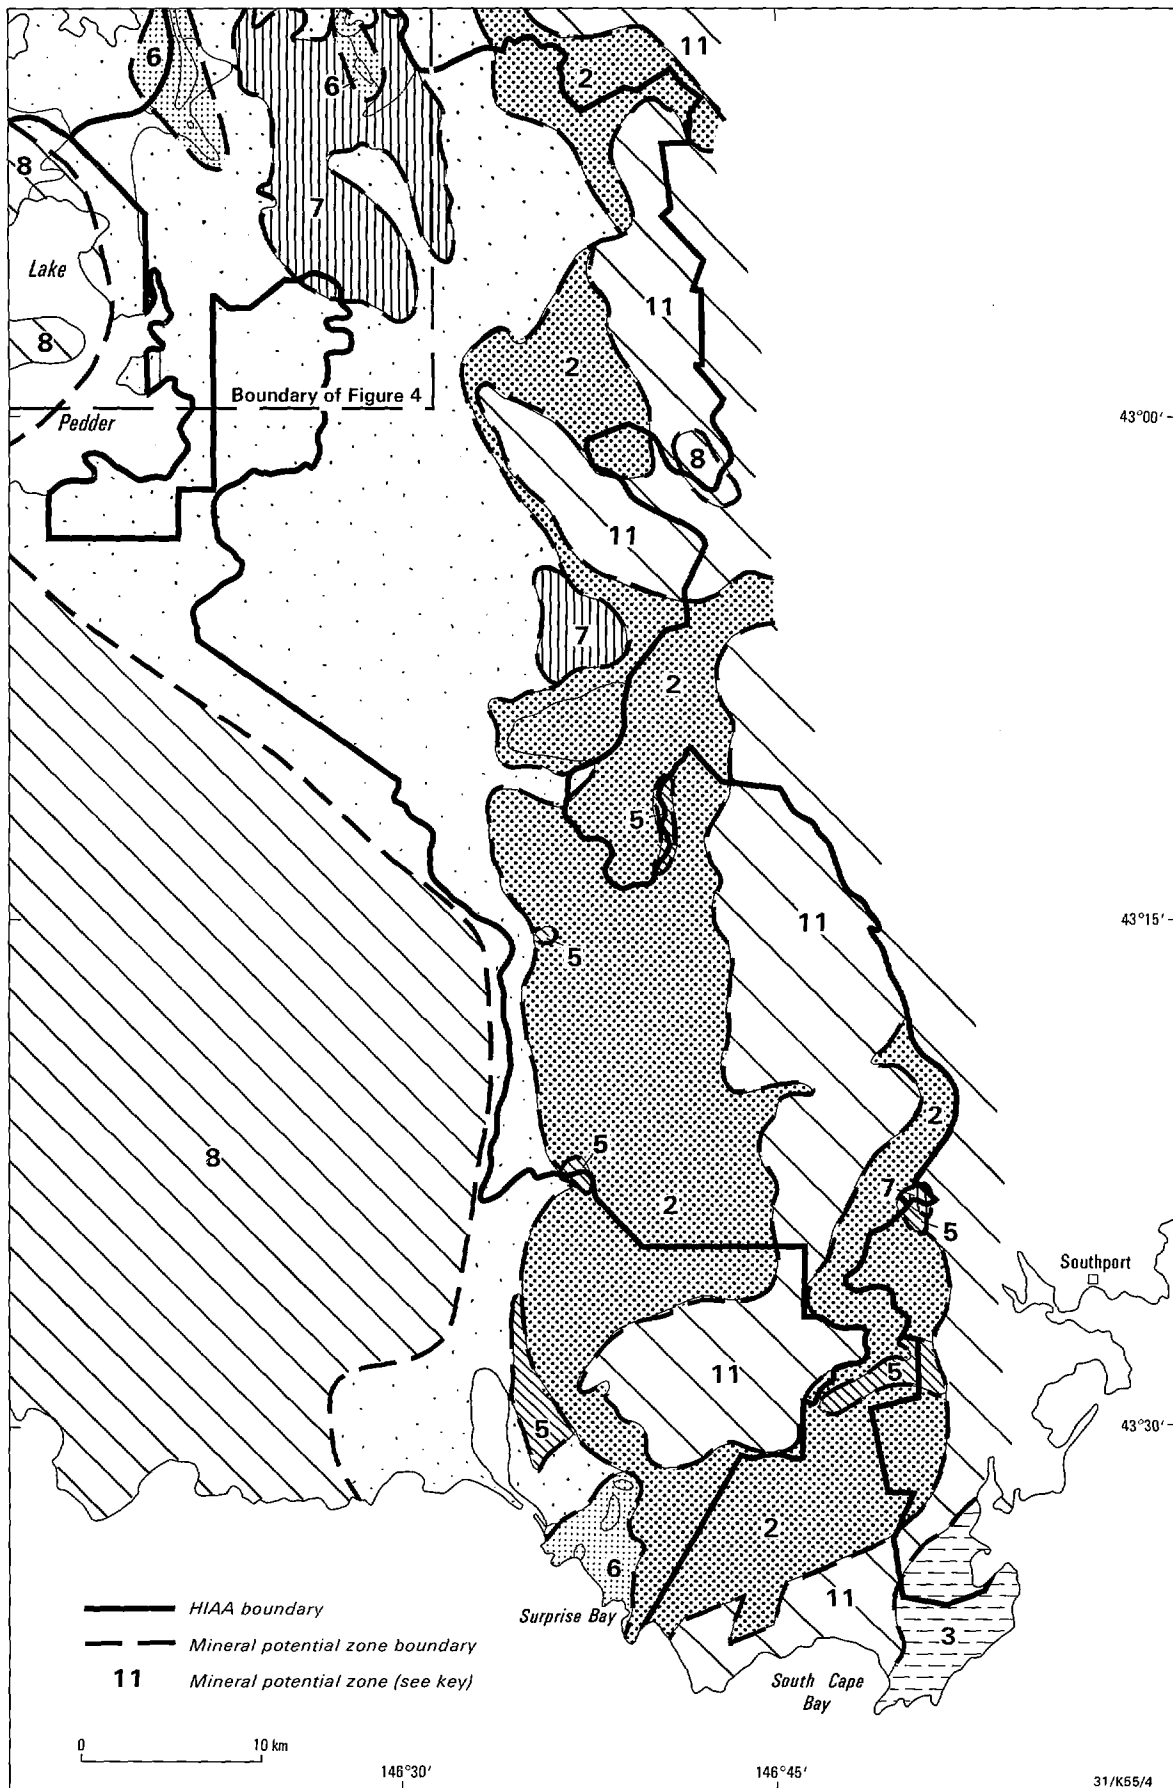 11
6
2
6
8
7
Lake
11
8
2
Boundary of Figure 4
43°00'
Pedder
8
11
7
2
5
11
43°15'
5
2
5
8
7
2
5
Southport
11
5
5
43°30'
2
6
11
HIAA boundary
Surprise Bay
3
Mineral potential zone boundary
11 Mineral potential zone (see key)
South Cape
Bay
0 10 km
146°30' 146°45'
31/K55/4